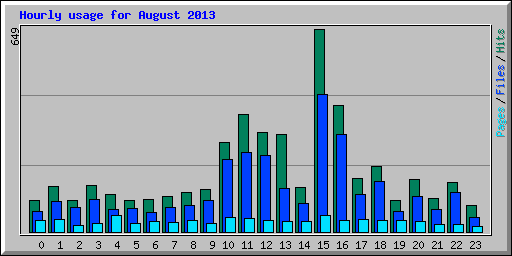 Hourly usage for August 2013
649
Pages/Files/Hits
0 1 2 3 4 5 6 7 8 9 10 11 12 13 14 15 16 17 18 19 20 21 22 23